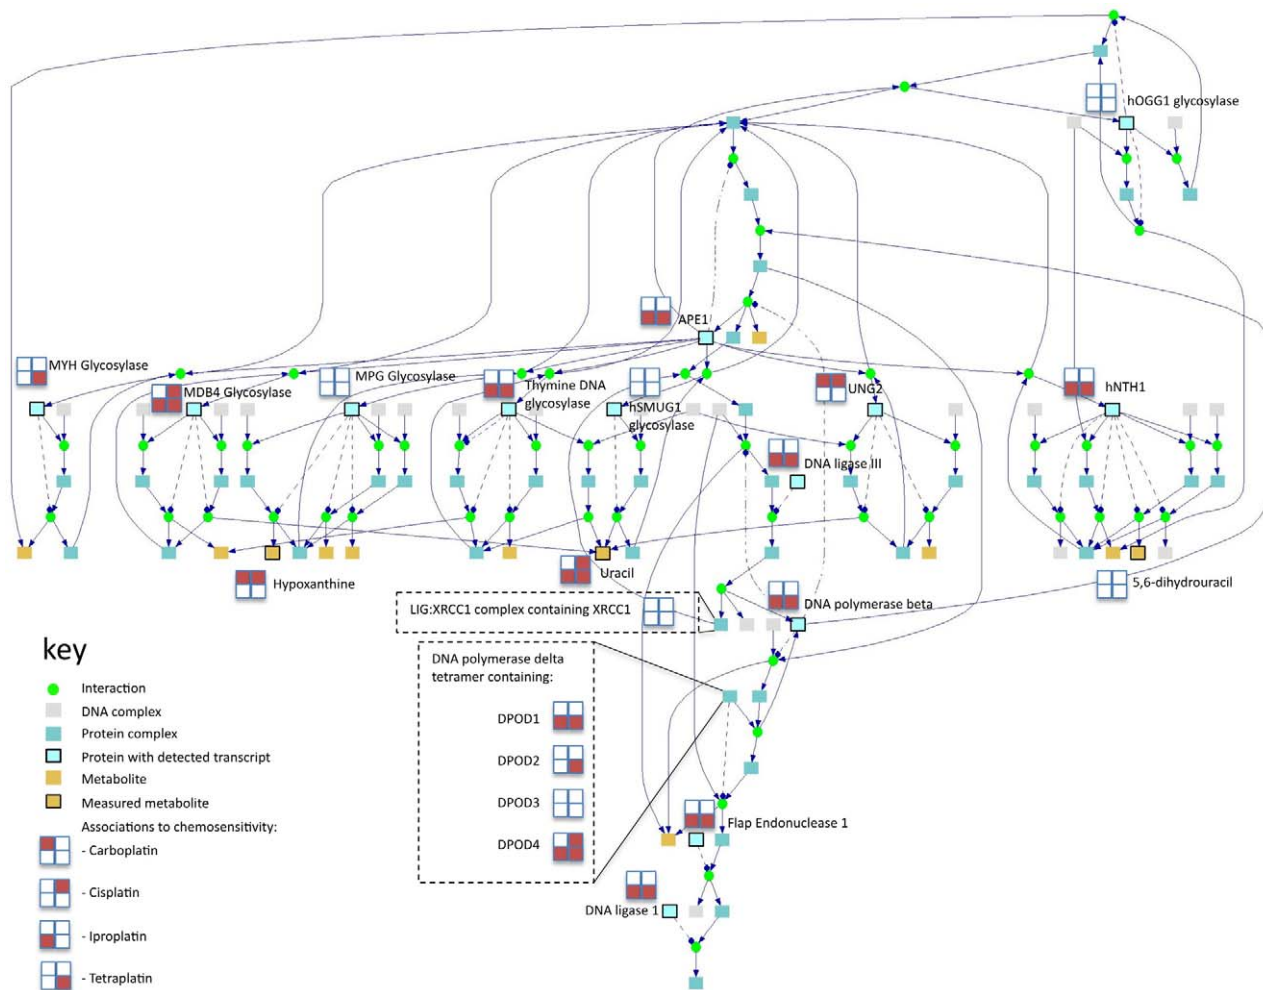 hOGG1 glycosylase
APE1
MYH Glycosylase
MDB4 Glycosylase
MPG Glycosylase
Thymine DNA
glycosylase
hSMUG1
glycosylase
UNG2
hNTH1
DNA ligase III
Hypoxanthine
Uracil
5,6-dihydrouracil
LIG:XRCC1 complex containing XRCC1
DNA polymerase beta
DNA polymerase delta
tetramer containing:
DPOD1
DPOD2
DPOD3
DPOD4
Flap Endonuclease 1
DNA ligase 1
key
Interaction
DNA complex
Protein complex
Protein with detected transcript
Metabolite
Measured metabolite
Associations to chemosensitivity:
- Carboplatin
- Cisplatin
- Iproplatin
- Tetraplatin